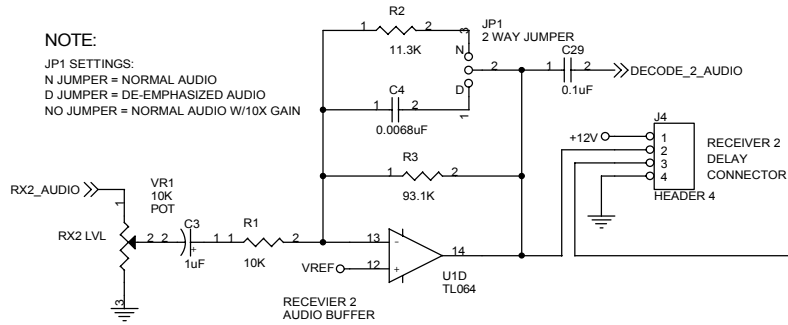 NOTE:
JP1 SETTINGS:
N JUMPER = NORMAL AUDIO
D JUMPER = DE-EMPHASIZED AUDIO
NO JUMPER = NORMAL AUDIO W/10X GAIN
R2
1 2
11.3K
JP1
2 WAY JUMPER
3
N
2
D
1
C4
1 2
0.0068uF
C29
1 2
0.1uF
DECODE_2_AUDIO
R3
1 2
93.1K
J4
+12V
1
2
3
4
HEADER 4
RECEIVER 2
DELAY
CONNECTOR
RX2_AUDIO
VR1
10K
POT
1
RX2 LVL
2
3
C3
2 1
+
1uF
R1
1 2
10K
13
-
VREF
12
+
14
U1D
TL064
RECEVIER 2
AUDIO BUFFER